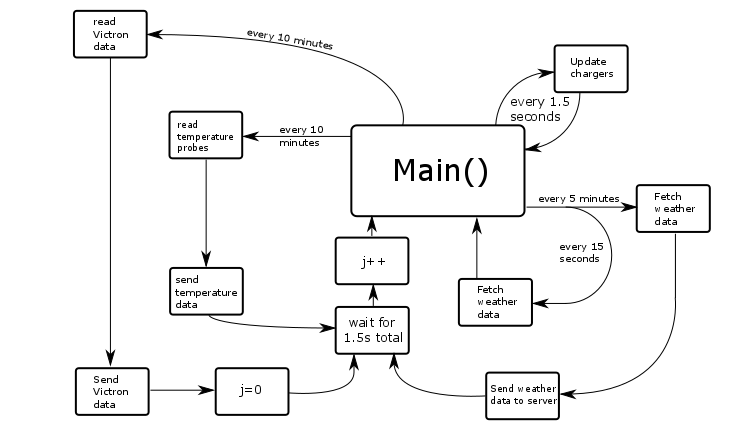 read
Victron
data
every 10 minutes
Update
chargers
every 1.5
seconds
read
temperature
probes
every 10
minutes
Main()
every 5 minutes
Fetch
weather
data
every 15
seconds
j++
send
temperature
data
Fetch
weather
data
wait for
1.5s total
Send
Victron
data
j=0
Send weather
data to server